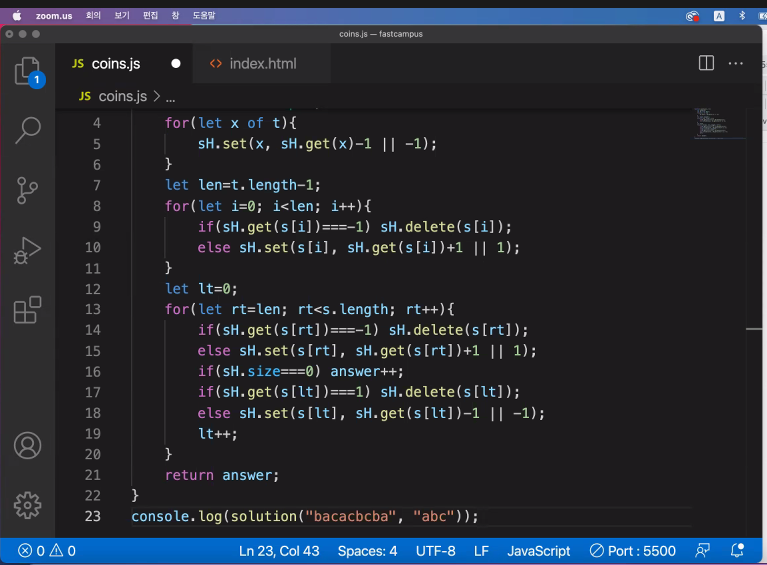 zoom.us 회의 보기 편집 창 도움말
coins.js — fastcampus
JS coins.js ● <> index.html
JS coins.js > ...
4 for(let x of t){
5 sH.set(x, sH.get(x)-1 || -1);
6 }
7 let len=t.length-1;
8 for(let i=0; i<len; i++){
9 if(sH.get(s[i])===-1) sH.delete(s[i]);
10 else sH.set(s[i], sH.get(s[i])+1 || 1);
11 }
12 let lt=0;
13 for(let rt=len; rt<s.length; rt++){
14 if(sH.get(s[rt])===-1) sH.delete(s[rt]);
15 else sH.set(s[rt], sH.get(s[rt])+1 || 1);
16 if(sH.size===0) answer++;
17 if(sH.get(s[lt])===1) sH.delete(s[lt]);
18 else sH.set(s[lt], sH.get(s[lt])-1 || -1);
19 lt++;
20 }
21 return answer;
22 }
23 console.log(solution("bacacbcba", "abc"));
1
0 0 Ln 23, Col 43 Spaces: 4 UTF-8 LF JavaScript Port : 5500